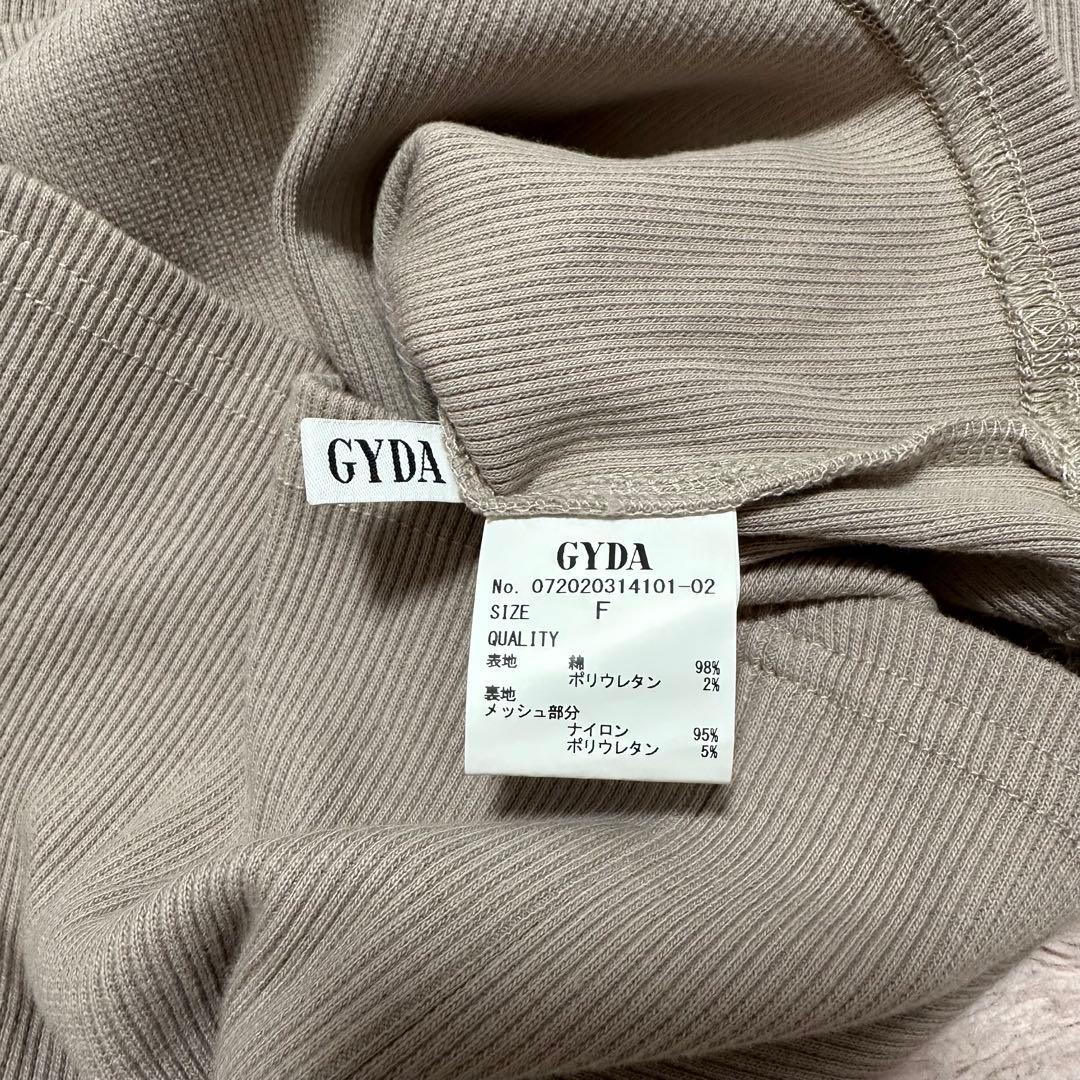 GYDA
GYDA
No. 072020314101-02
SIZE F
QUALITY
表地 綿 98%
ポリウレタン 2%
裏地
メッシュ部分
ナイロン 95%
ポリウレタン 5%